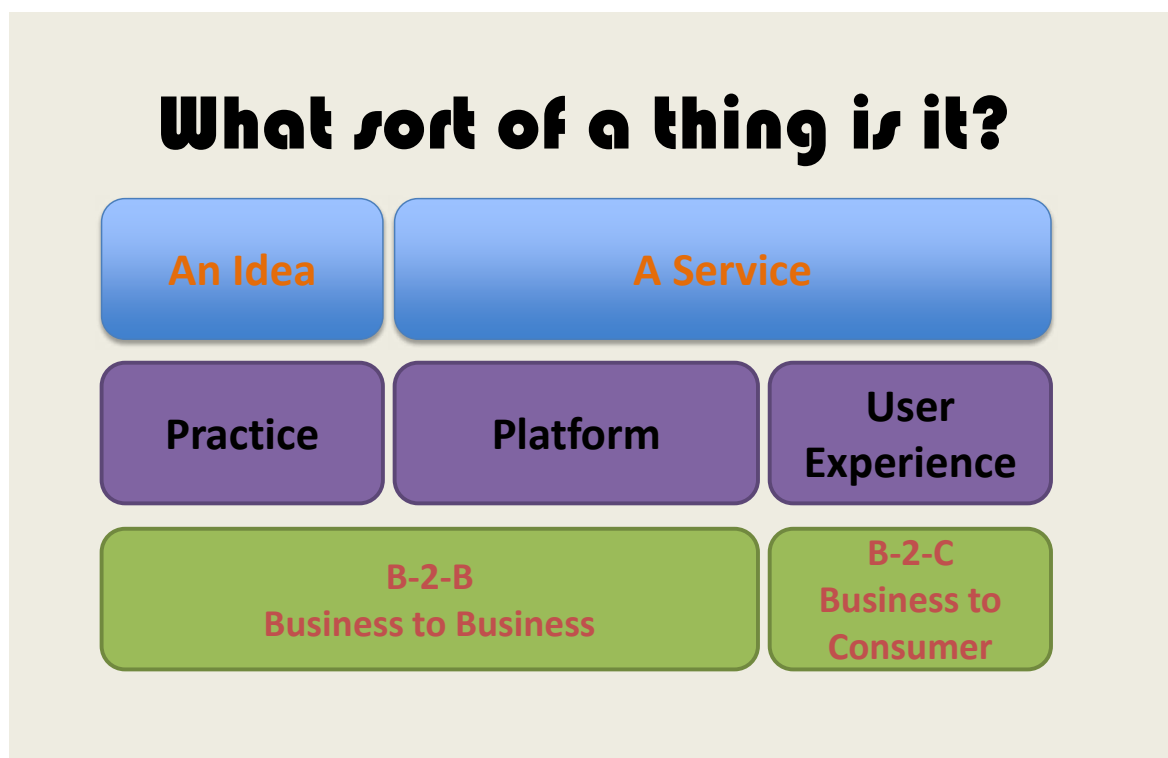 What sort of a thing is it?
An Idea
A Service
Practice
Platform
User
Experience
B-2-B
Business to Business
B-2-C
Business to
Consumer